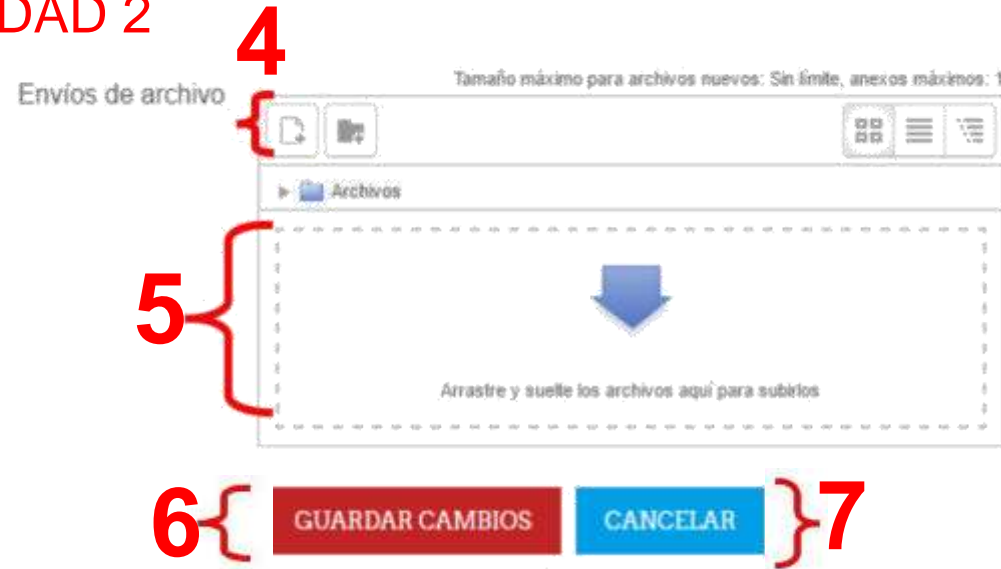 DAD 2
4
Tamaño máximo para archivos nuevos: Sin límite, anexos máximos: 1
Envíos de archivo
Archivos
5
Arrastre y suelte los archivos aquí para subirlos
6
GUARDAR CAMBIOS
CANCELAR
7